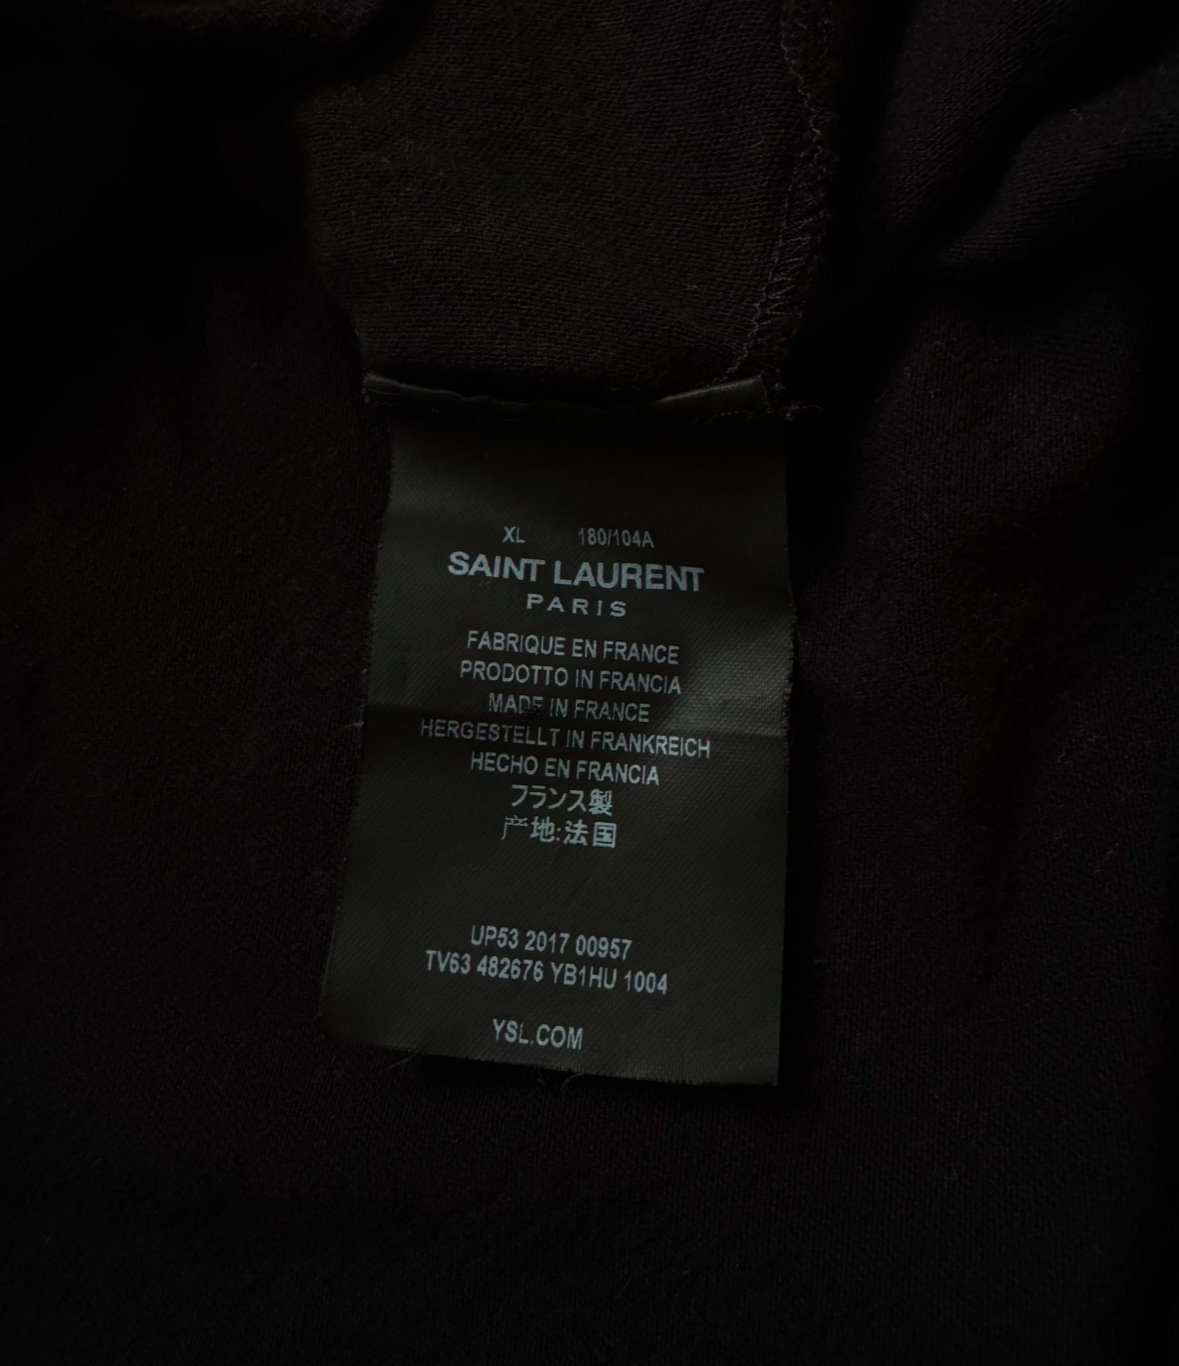 XL 180/104A
SAINT LAURENT
PARIS
FABRIQUE EN FRANCE
PRODOTTO IN FRANCIA
MADE IN FRANCE
HERGESTELLT IN FRANKREICH
HECHO EN FRANCIA
フランス製
产地:法国
UP53 2017 00957
TV63 482676 YB1HU 1004
YSL.COM